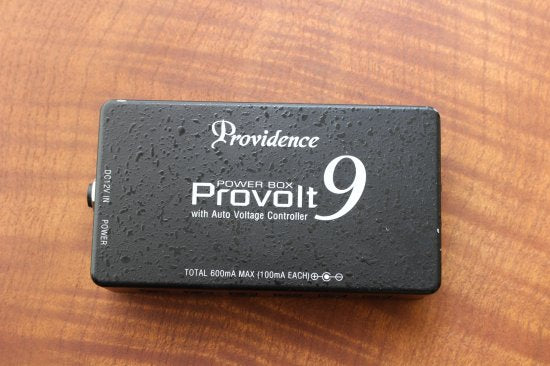 Providence
POWER BOX
Provolt 9
with Auto Voltage Controller
TOTAL 600mA MAX (100mA EACH)
DC12V IN
POWER